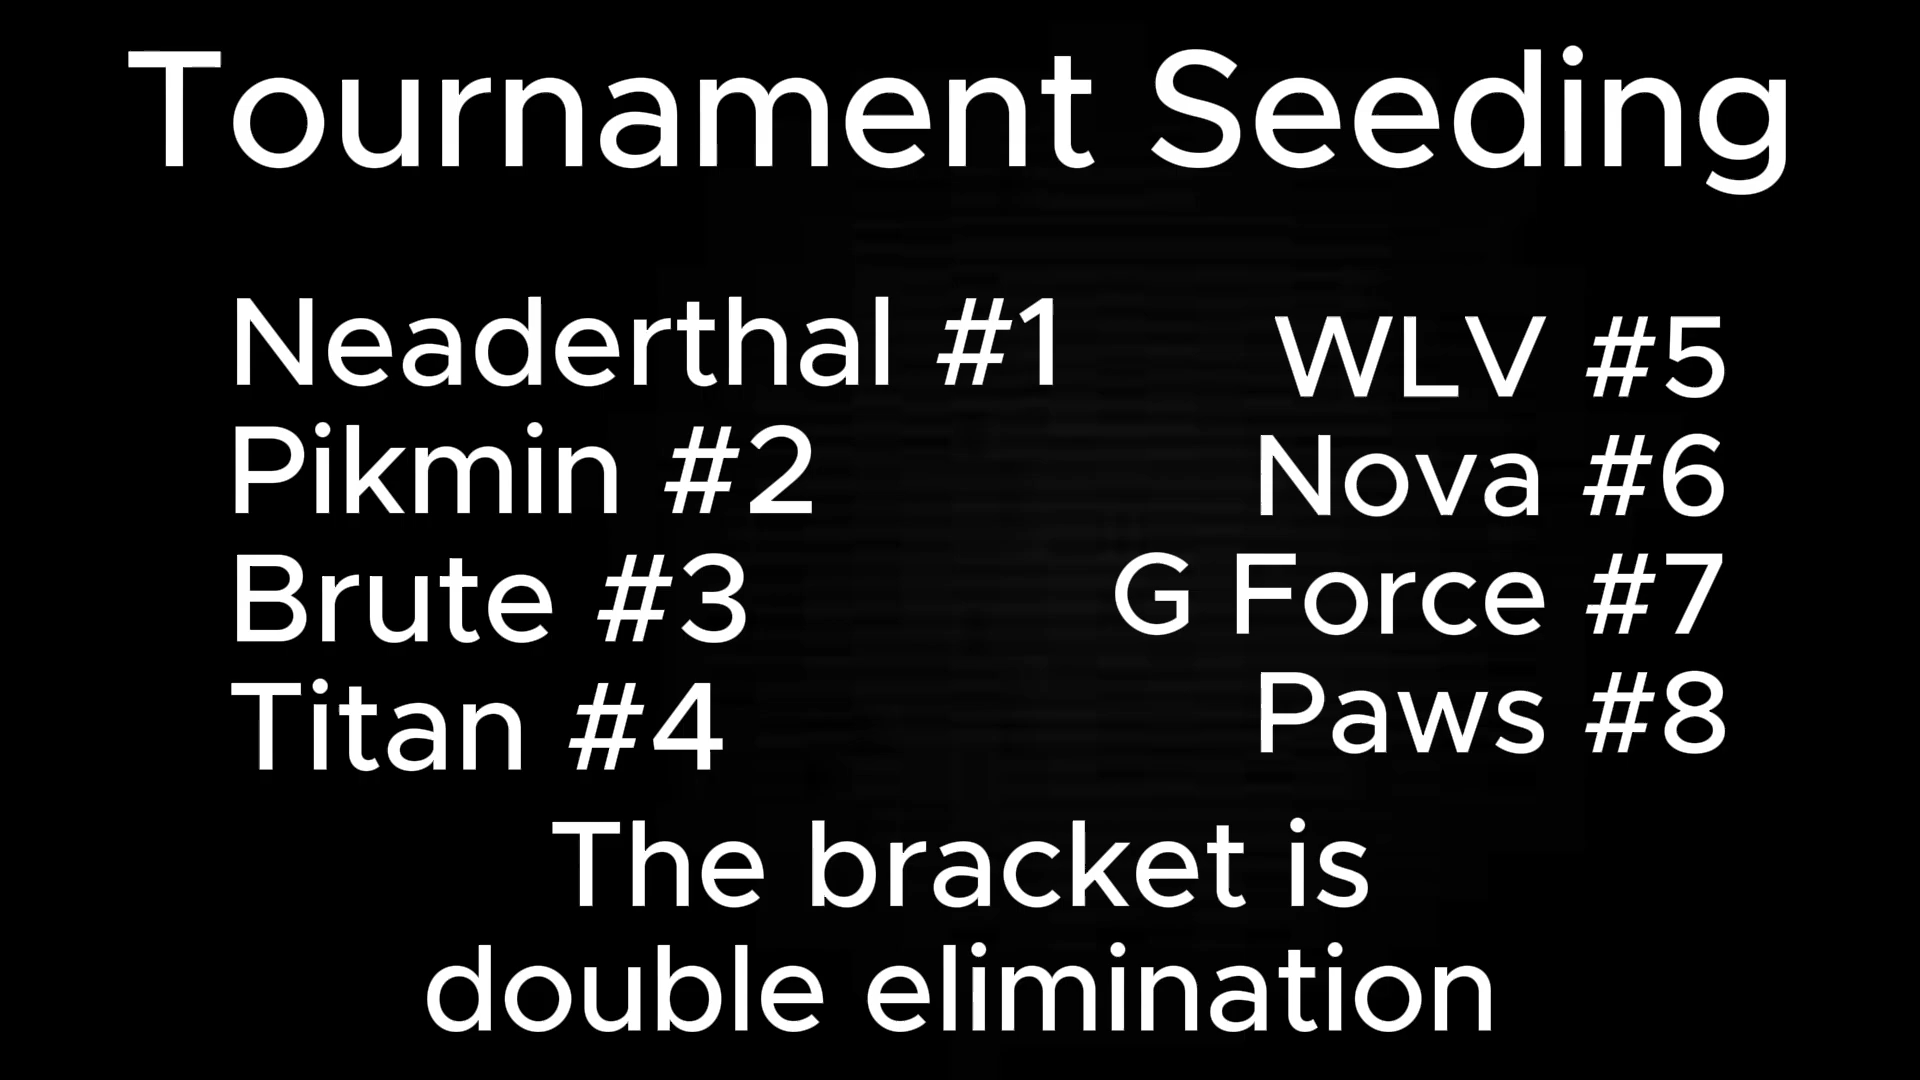 Tournament Seeding
Neaderthal #1
Pikmin #2
Brute #3
Titan #4
WLV #5
Nova #6
G Force #7
Paws #8
The bracket is
double elimination